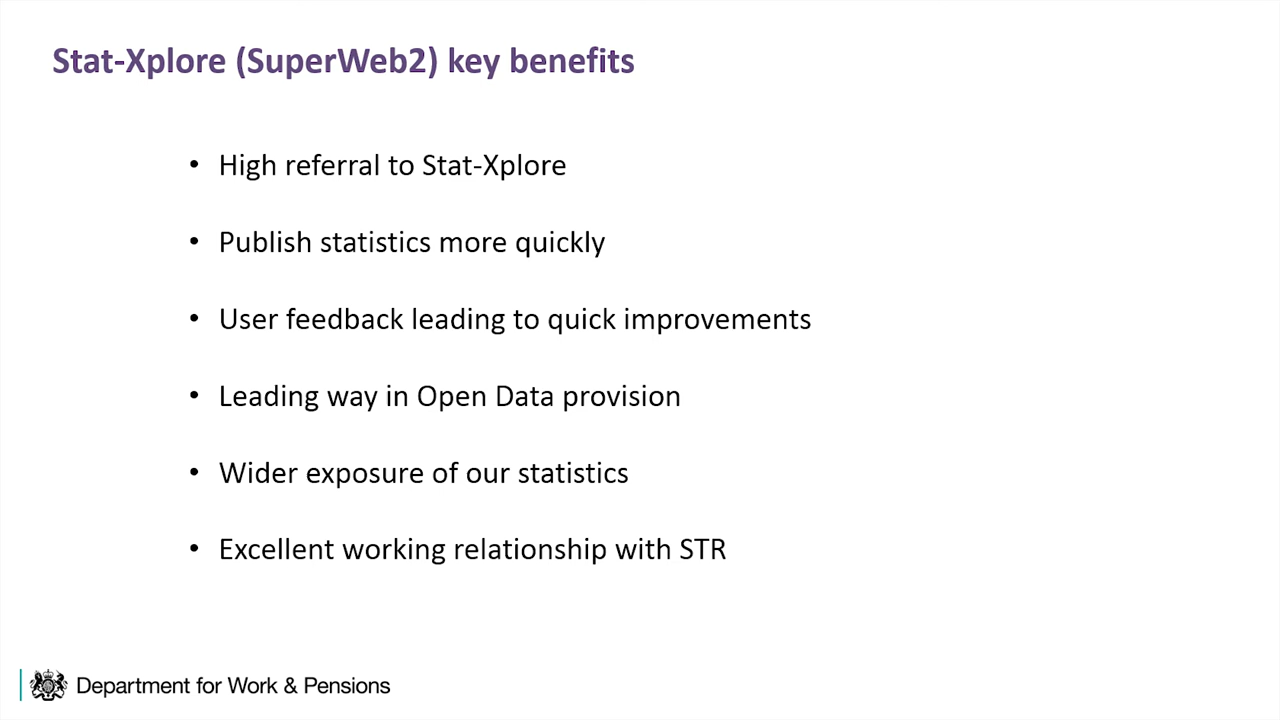 Stat-Xplore (SuperWeb2) key benefits
• High referral to Stat-Xplore
• Publish statistics more quickly
• User feedback leading to quick improvements
• Leading way in Open Data provision
• Wider exposure of our statistics
• Excellent working relationship with STR
Department for Work & Pensions